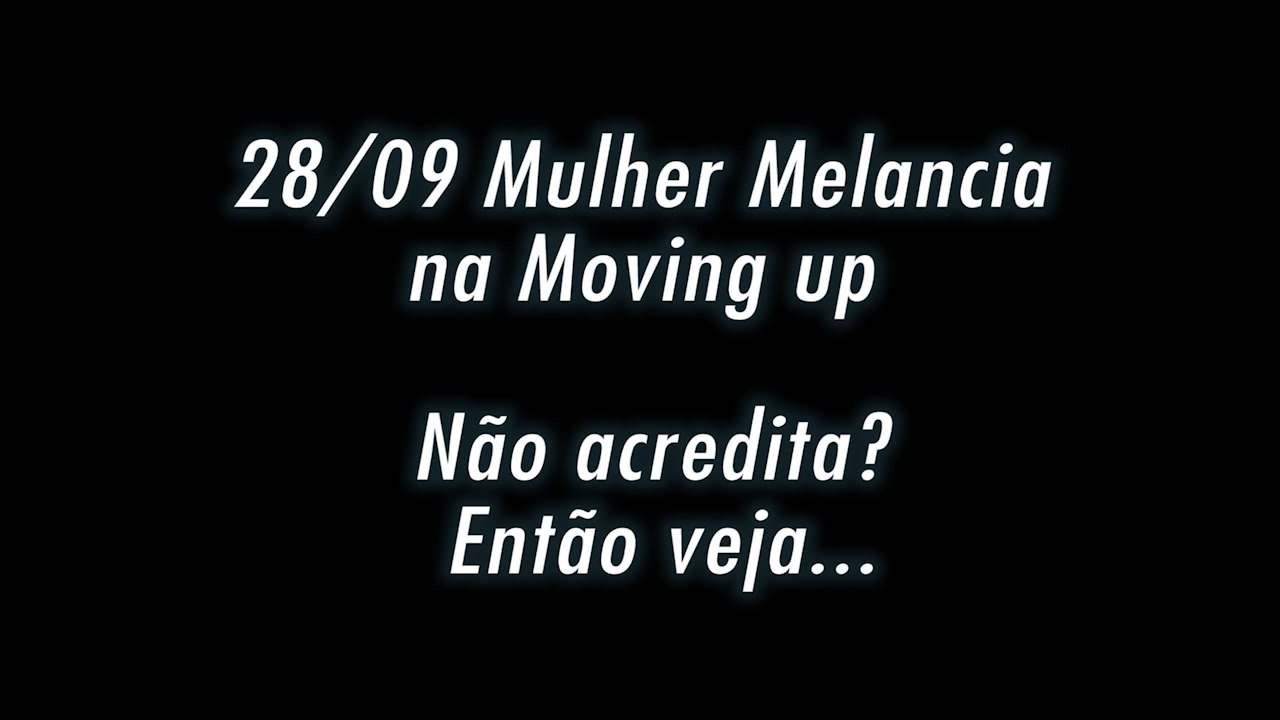 28/09 Mulher Melancia
na Moving up
Não acredita?
Então veja...